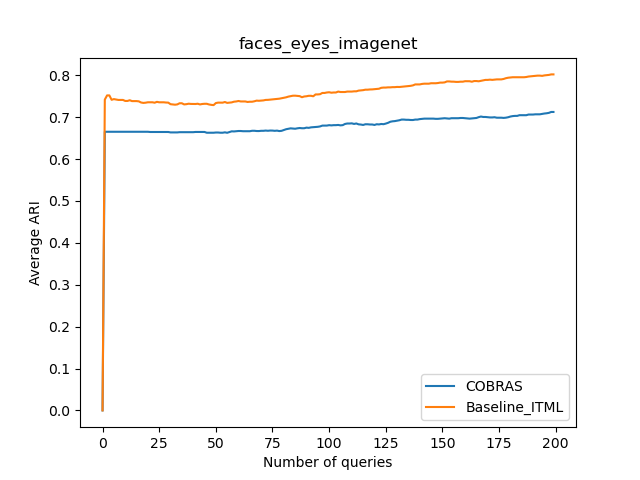 faces_eyes_imagenet
Average ARI
0.8
0.7
0.6
0.5
0.4
0.3
0.2
0.1
0.0
COBRAS
Baseline_ITML
0 25 50 75 100 125 150 175 200
Number of queries